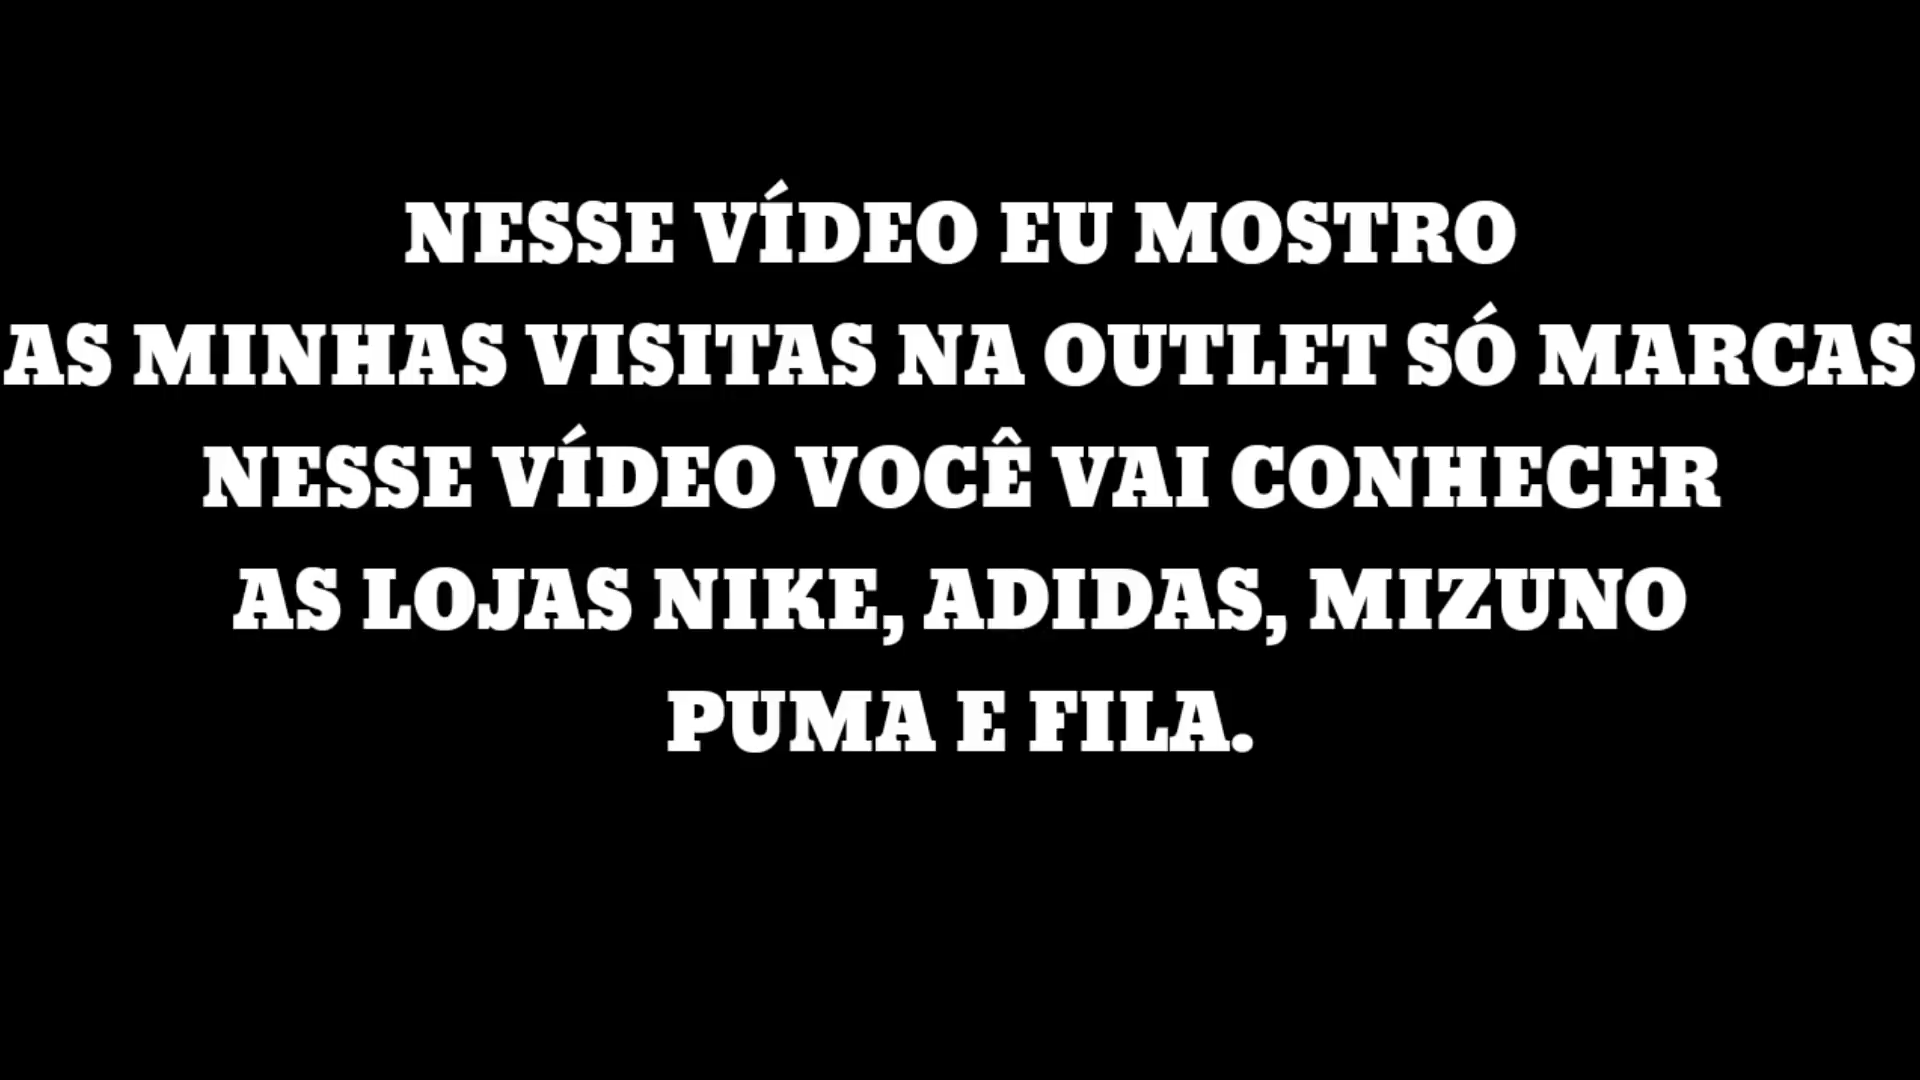 NESSE VÍDEO EU MOSTRO
AS MINHAS VISITAS NA OUTLET SÓ MARCAS
NESSE VÍDEO VOCÊ VAI CONHECER
AS LOJAS NIKE, ADIDAS, MIZUNO
PUMA E FILA.